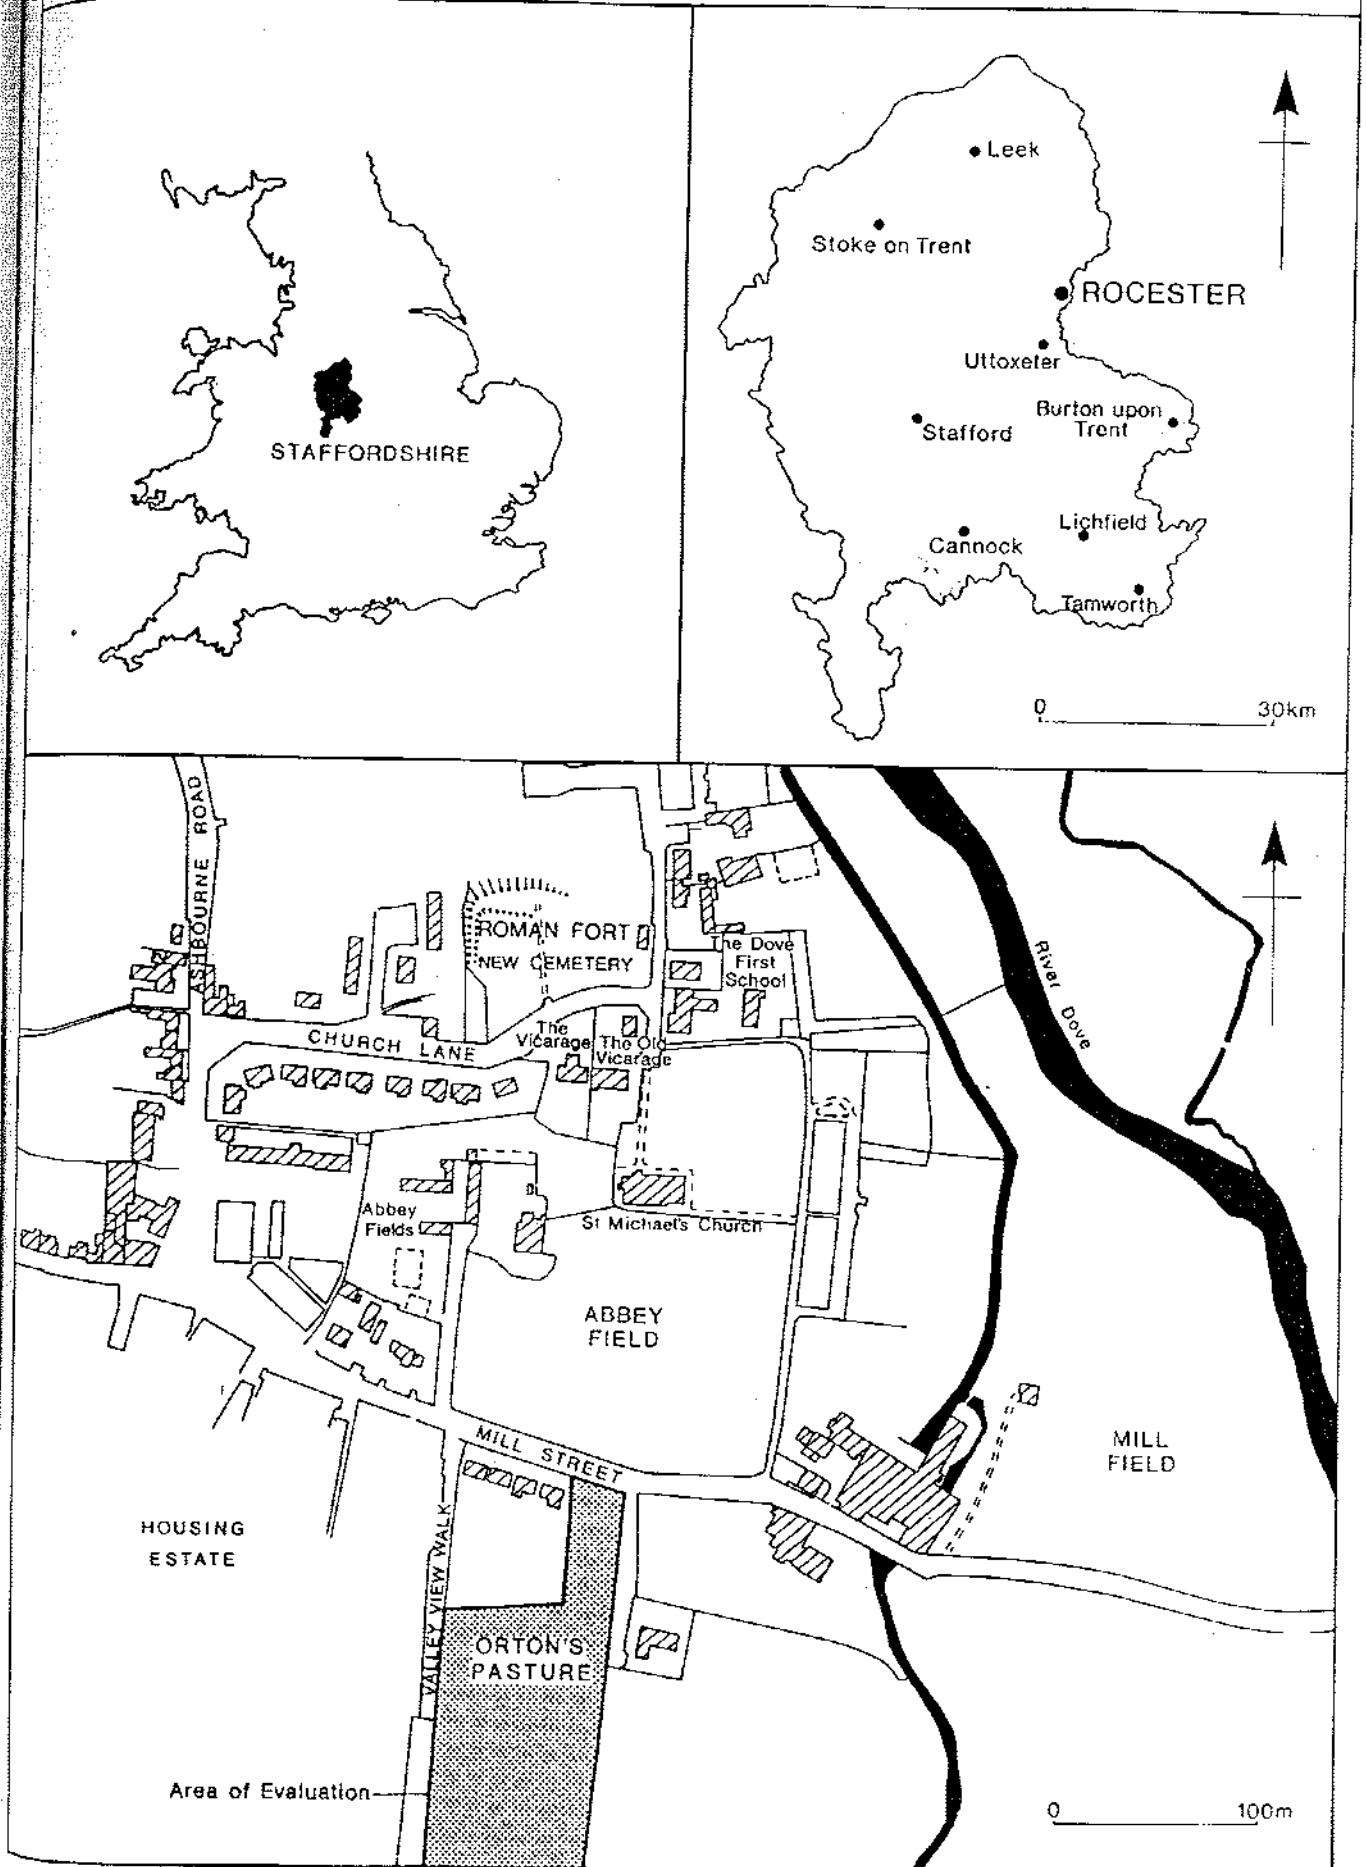 STAFFORDSHIRE
Leek
Stoke on Trent
ROCESTER
Uttoxeter
Burton upon
Trent
Stafford
Lichfield
Cannock
Tamworth
0 30km
ASHBOURNE ROAD
ROMAN FORT
NEW CEMETERY
The Dove
First
School
River Dove
CHURCH LANE
The
Vicarage
The Old
Vicarage
Abbey
Fields
St Michael's Church
ABBEY
FIELD
MILL STREET
MILL
FIELD
HOUSING
ESTATE
VALLEY VIEW WALK
ORTON'S
PASTURE
Area of Evaluation
0 100m